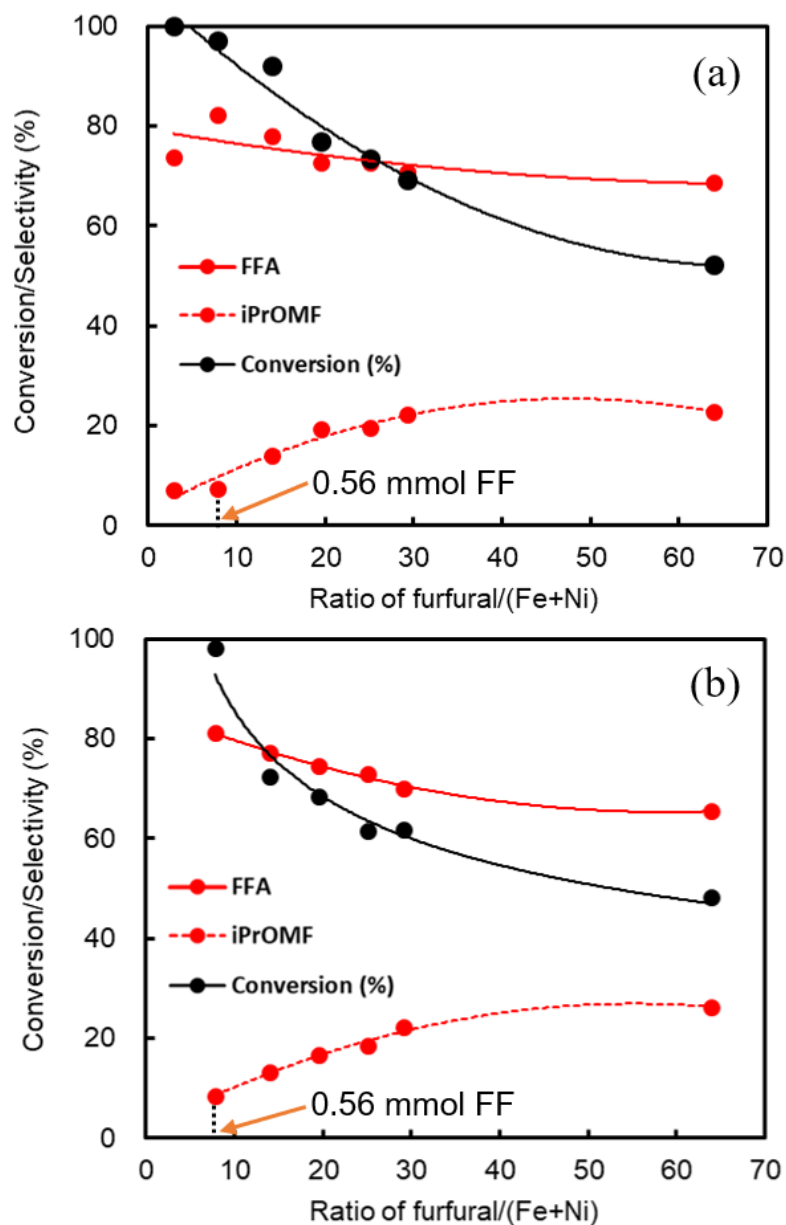 100
(a)
80
60
FFA
iPrOMF
40
Conversion (%)
20
0.56 mmol FF
0
0 10 20 30 40 50 60 70
Conversion/Selectivity (%)
Ratio of furfural/(Fe+Ni)
100
(b)
80
60
FFA
iPrOMF
40
Conversion (%)
20
0.56 mmol FF
0
0 10 20 30 40 50 60 70
Conversion/Selectivity (%)
Ratio of furfural/(Fe+Ni)